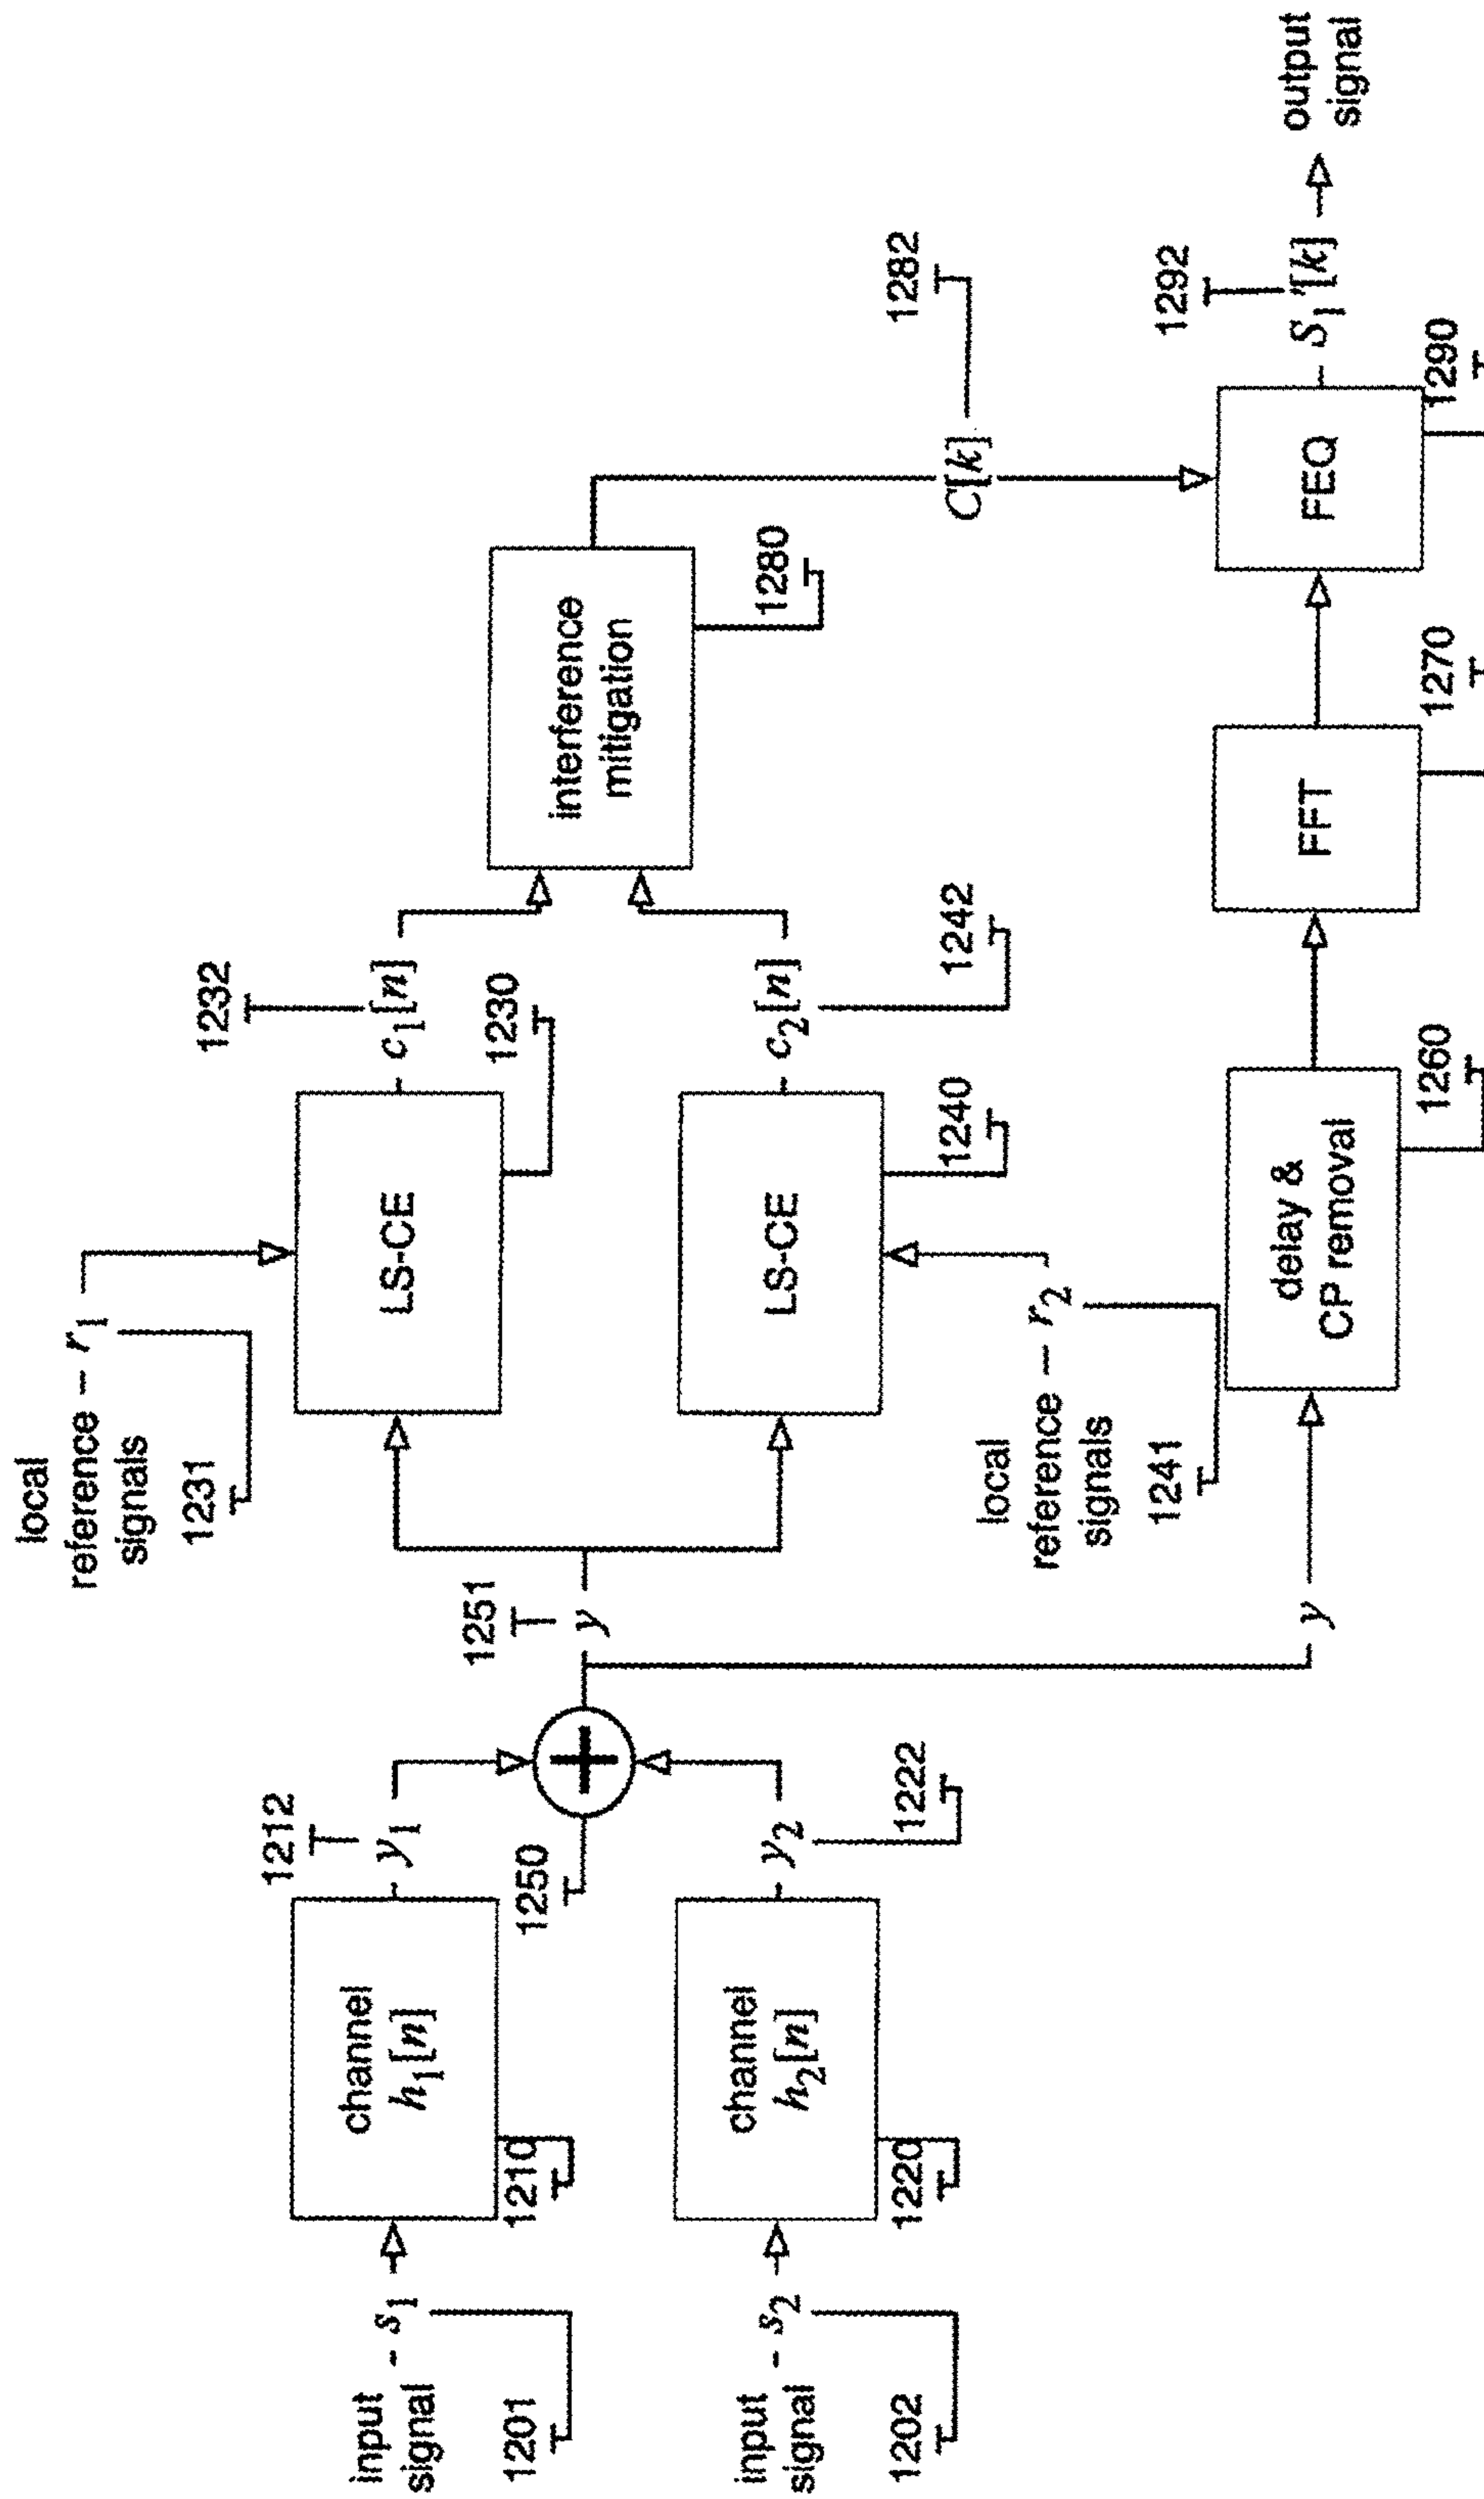 input
signal
- s1
1201
channel
h1[n]
1210
y1
1212
input
signal
- s2
1202
channel
h2[n]
1220
y2
1222
+
1250
y
1251
local
reference – r1
signals
1231
LS-CE
1230
c1[n]
1232
local
reference – r2
signals
1241
LS-CE
1240
c2[n]
1242
interference
mitigation
1280
C[k]
1282
y
delay &
CP removal
1260
FFT
1270
FEQ
1290
S1'[k]
1292
output
signal